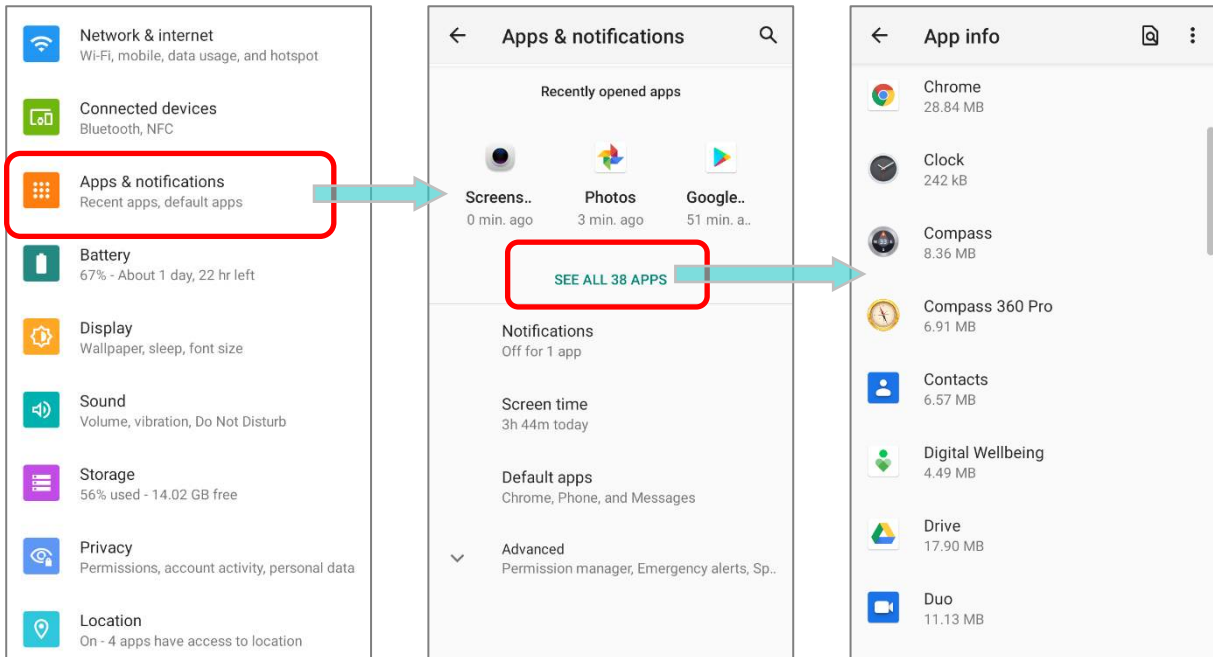 Network & internet
Wi-Fi, mobile, data usage, and hotspot
Connected devices
Bluetooth, NFC
Apps & notifications
Recent apps, default apps
Battery
67% - About 1 day, 22 hr left
Display
Wallpaper, sleep, font size
Sound
Volume, vibration, Do Not Disturb
Storage
56% used - 14.02 GB free
Privacy
Permissions, account activity, personal data
Location
On - 4 apps have access to location
Apps & notifications
Recently opened apps
Screens.. Photos Google..
0 min. ago 3 min. ago 51 min. a..
SEE ALL 38 APPS
Notifications
Off for 1 app
Screen time
3h 44m today
Default apps
Chrome, Phone, and Messages
Advanced
Permission manager, Emergency alerts, Sp..
App info
Chrome
28.84 MB
Clock
242 kB
Compass
8.36 MB
Compass 360 Pro
6.91 MB
Contacts
6.57 MB
Digital Wellbeing
4.49 MB
Drive
17.90 MB
Duo
11.13 MB